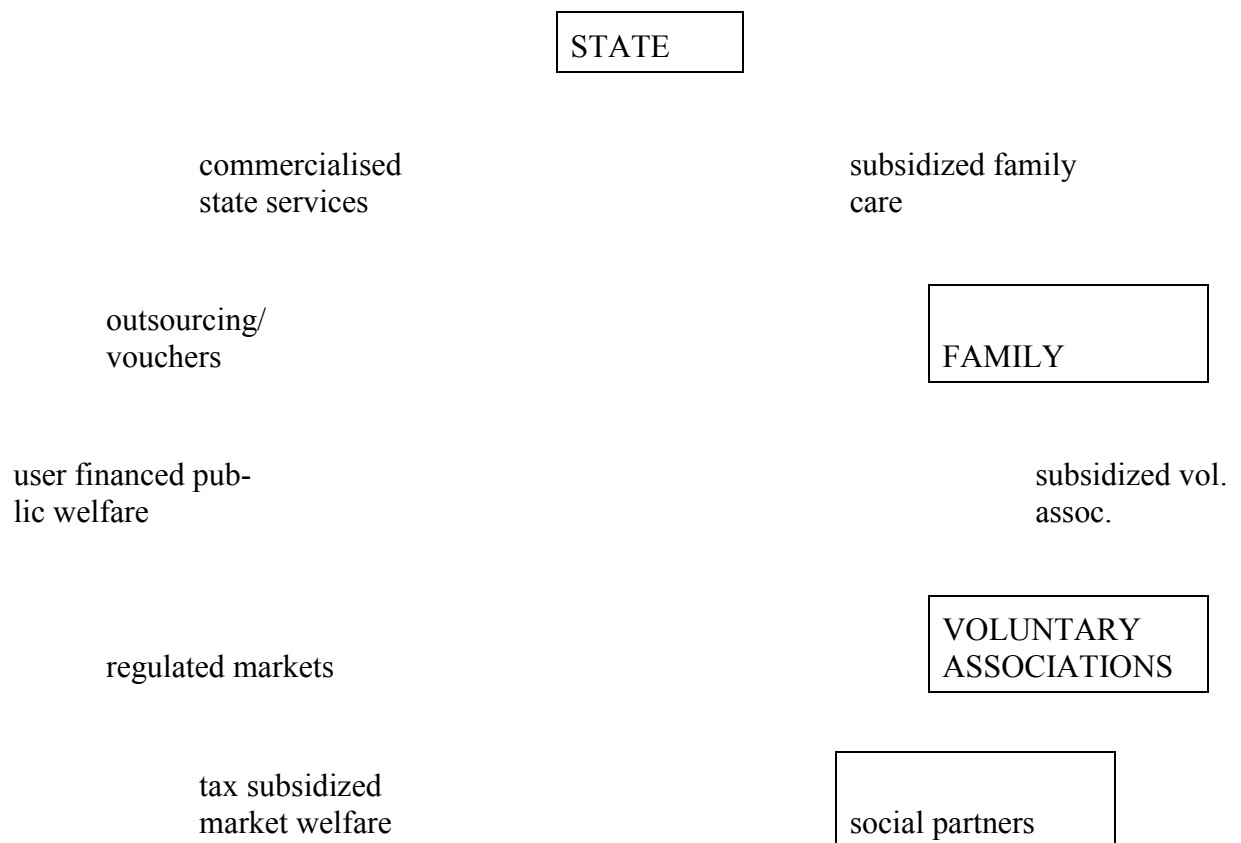 STATE
commercialised
state services
subsidized family
care
outsourcing/
vouchers
FAMILY
user financed pub-
lic welfare
subsidized vol.
assoc.
VOLUNTARY
ASSOCIATIONS
regulated markets
tax subsidized
market welfare
social partners